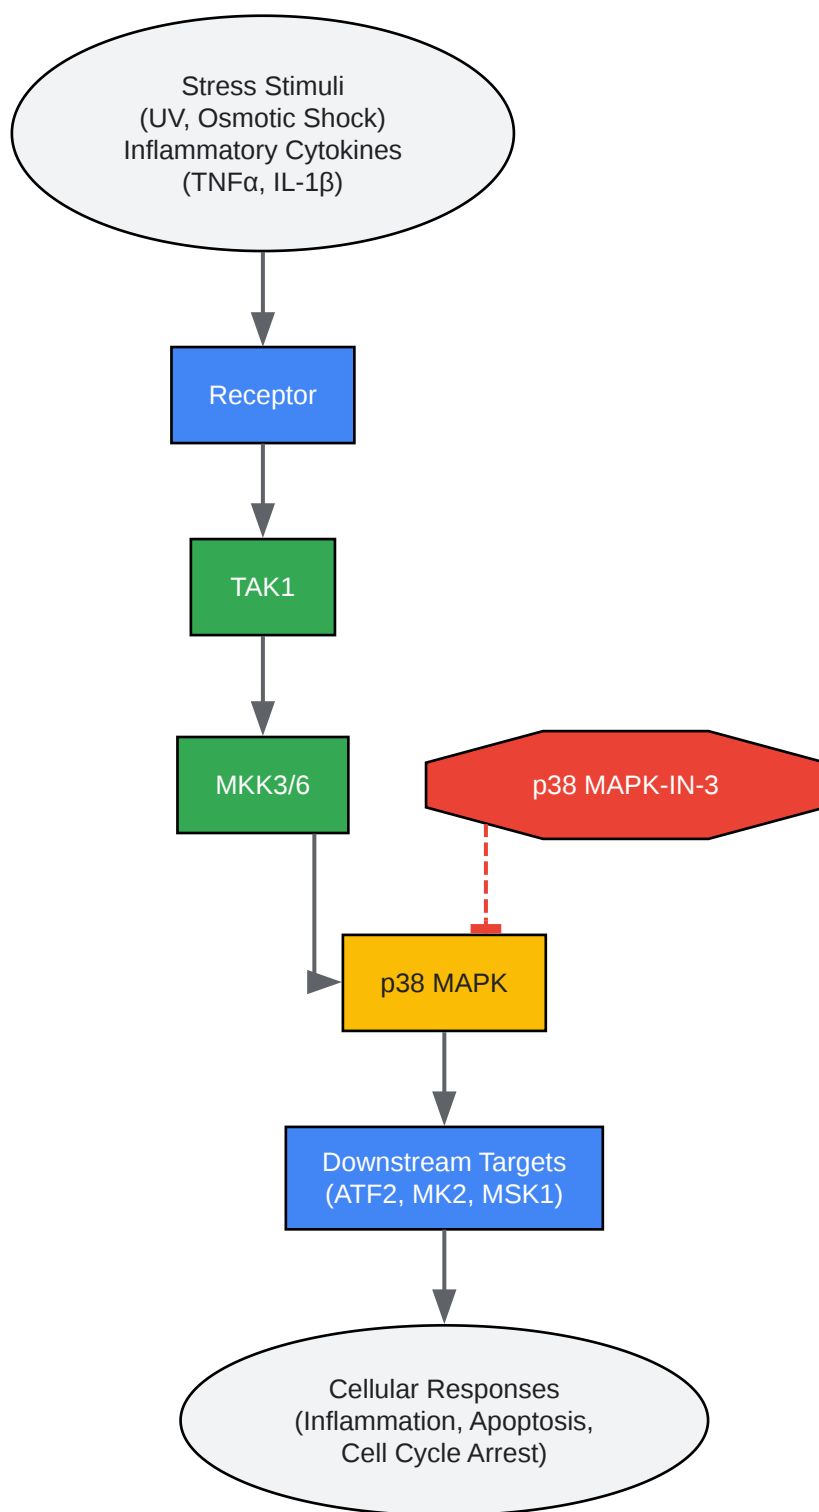 Stress Stimuli
(UV, Osmotic Shock)
Inflammatory Cytokines
(TNFα, IL-1β)
Receptor
TAK1
MKK3/6
p38 MAPK-IN-3
p38 MAPK
Downstream Targets
(ATF2, MK2, MSK1)
Cellular Responses
(Inflammation, Apoptosis,
Cell Cycle Arrest)